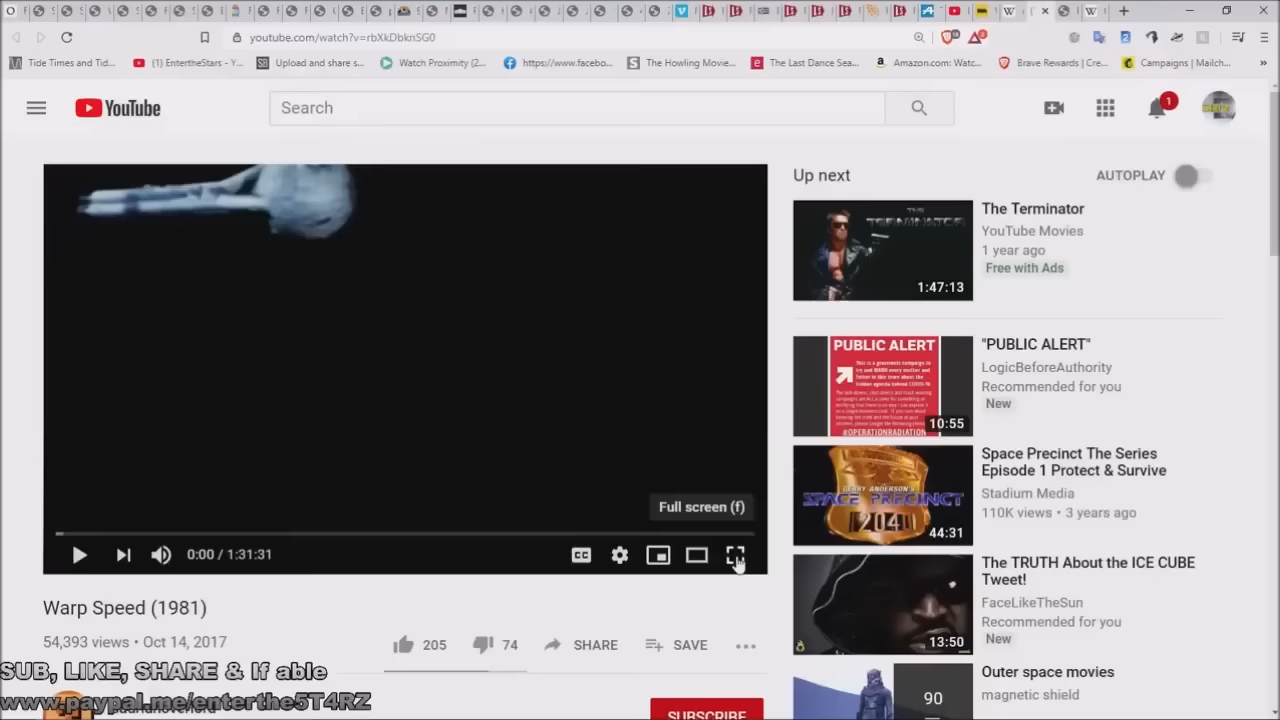 youtube.com/watch?v=rbXkDbknSG0
Tide Times and Tid...
(1) EntertheStars - Y...
Upload and share s...
Watch Proximity (2...
https://www.facebo...
The Howling Movie...
The Last Dance Sea...
Amazon.com: Watc...
Brave Rewards | Cre...
Campaigns | Mailch...
YouTube
Search
1
Up next
AUTOPLAY
THE TERMINATOR
1:47:13
The Terminator
YouTube Movies
1 year ago
Free with Ads
PUBLIC ALERT
#OPERATIONRADIATION
10:55
"PUBLIC ALERT"
LogicBeforeAuthority
Recommended for you
New
GERRY ANDERSON'S
SPACE PRECINCT
2040
44:31
Space Precinct The Series
Episode 1 Protect & Survive
Stadium Media
110K views • 3 years ago
13:50
The TRUTH About the ICE CUBE
Tweet!
FaceLikeTheSun
Recommended for you
New
90
Outer space movies
magnetic shield
Full screen (f)
0:00 / 1:31:31
CC
Warp Speed (1981)
54,393 views • Oct 14, 2017
205
74
SHARE
SAVE
SUB, LIKE, SHARE & If able
www.paypal.me/enterthe5T4RZ
SUBSCRIBE